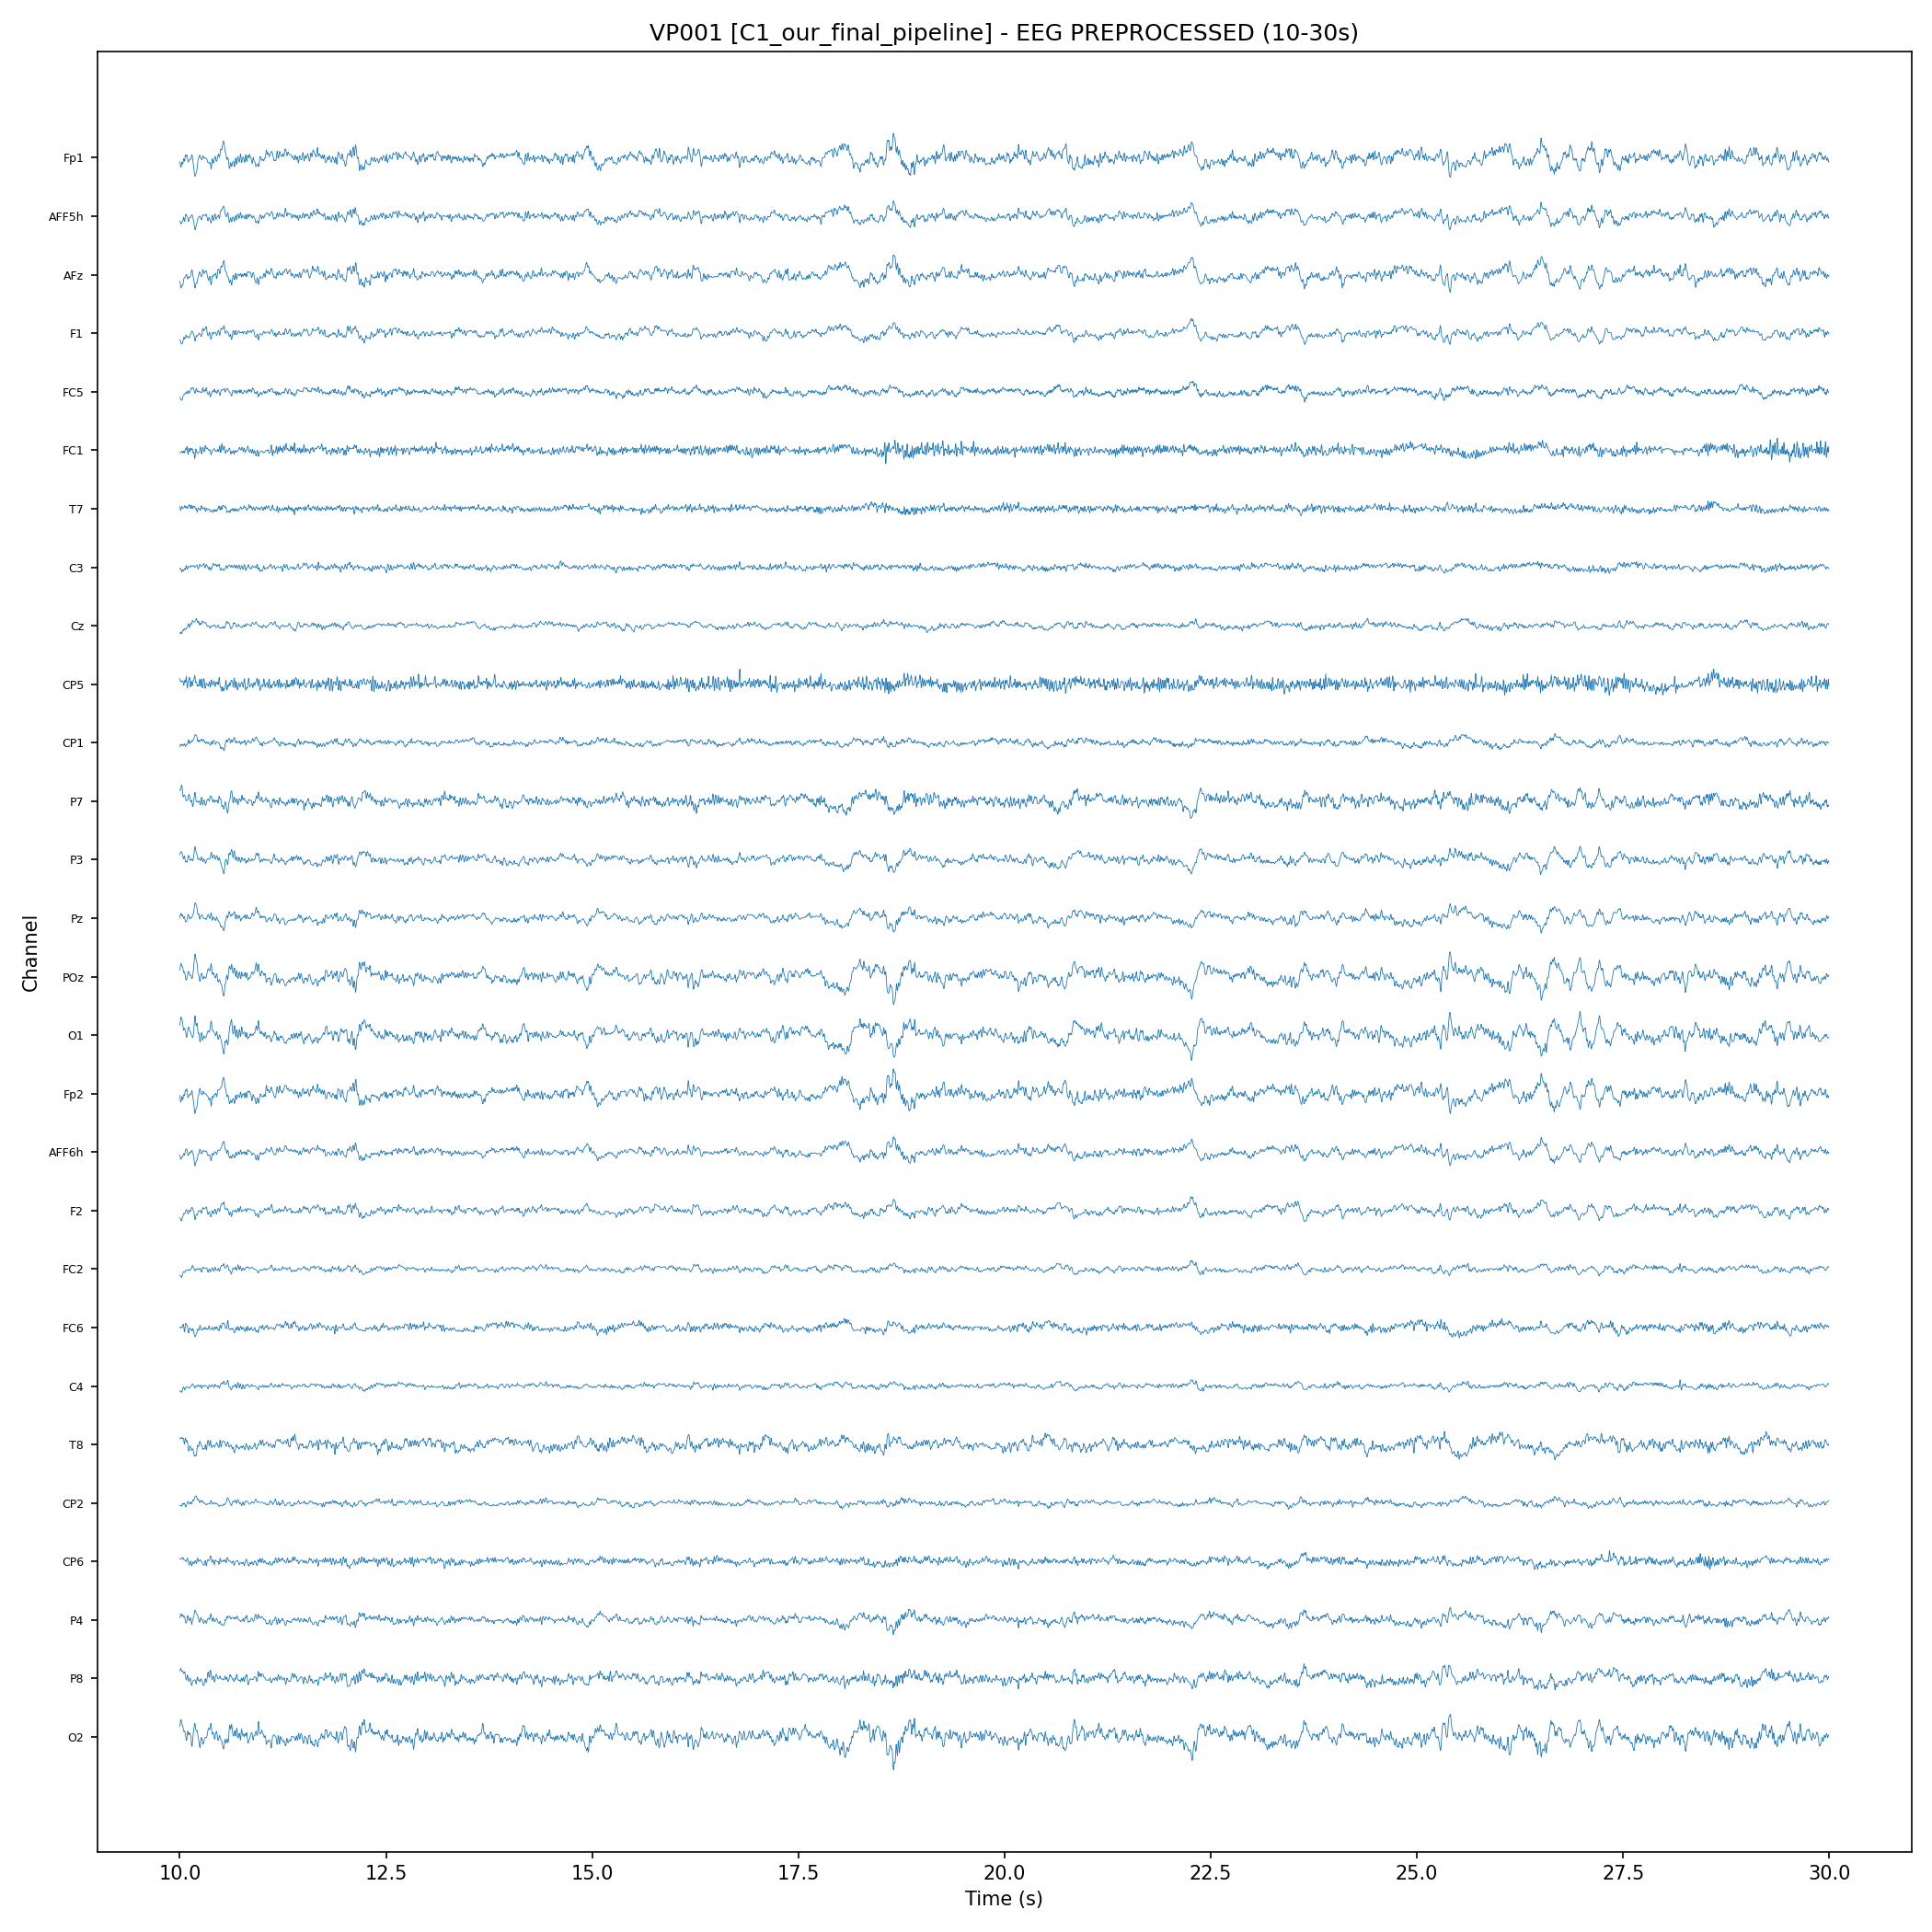 VP001 [C1_our_final_pipeline] - EEG PREPROCESSED (10-30s)
Channel
Fp1
AFF5h
AFz
F1
FC5
FC1
T7
C3
Cz
CP5
CP1
P7
P3
Pz
POz
O1
Fp2
AFF6h
F2
FC2
FC6
C4
T8
CP2
CP6
P4
P8
O2
10.0 12.5 15.0 17.5 20.0 22.5 25.0 27.5 30.0
Time (s)